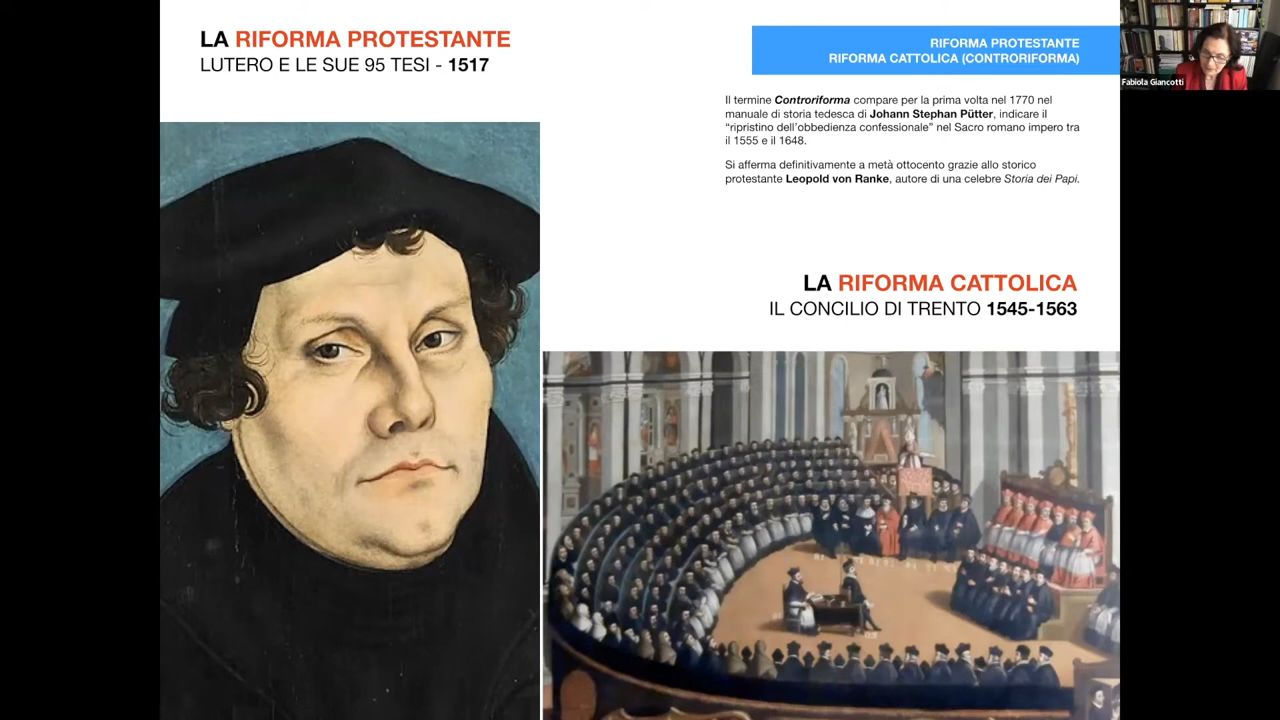 LA RIFORMA PROTESTANTE
LUTERO E LE SUE 95 TESI - 1517
RIFORMA PROTESTANTE
RIFORMA CATTOLICA (CONTRORIFORMA)
Fabiola Giancotti
Il termine Controriforma compare per la prima volta nel 1770 nel
manuale di storia tedesca di Johann Stephan Pütter, indicare il
“ripristino dell’obbedienza confessionale” nel Sacro romano impero tra
il 1555 e il 1648.
Si afferma definitivamente a metà ottocento grazie allo storico
protestante Leopold von Ranke, autore di una celebre Storia dei Papi.
LA RIFORMA CATTOLICA
IL CONCILIO DI TRENTO 1545-1563